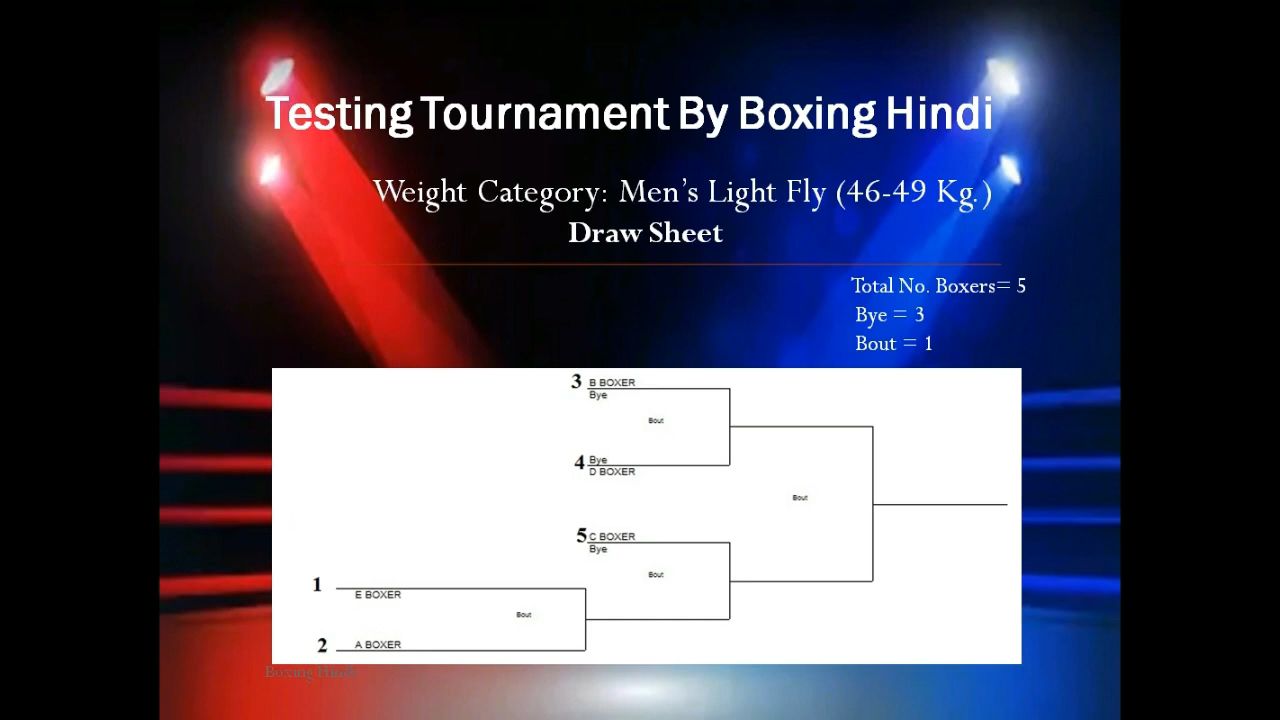 Testing Tournament By Boxing Hindi
Weight Category: Men's Light Fly (46-49 Kg.)
Draw Sheet
Total No. Boxers= 5
Bye = 3
Bout = 1
3 B BOXER
Bye
Bout
4 Bye
D BOXER
Bout
5 C BOXER
Bye
Bout
1
E BOXER
Bout
2 A BOXER
Boxing Hindi